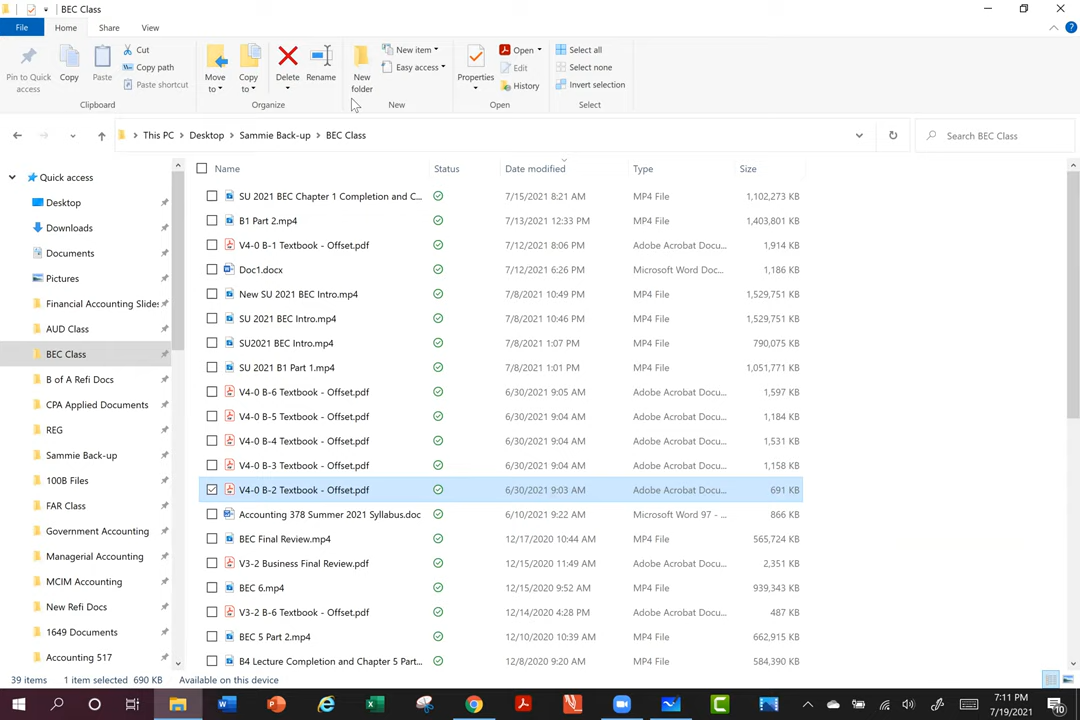 BEC Class
File Home Share View
Pin to Quick access
Copy
Paste
Cut
Copy path
Paste shortcut
Clipboard
Move to
Copy to
Delete
Rename
Organize
New folder
New item
Easy access
New
Properties
Open
Edit
History
Open
Select all
Select none
Invert selection
Select
This PC > Desktop > Sammie Back-up > BEC Class
Search BEC Class
Quick access
Desktop
Downloads
Documents
Pictures
Financial Accounting Slides
AUD Class
BEC Class
B of A Refi Docs
CPA Applied Documents
REG
Sammie Back-up
100B Files
FAR Class
Government Accounting
Managerial Accounting
MCIM Accounting
New Refi Docs
1649 Documents
Accounting 517
Name Status Date modified Type Size
SU 2021 BEC Chapter 1 Completion and C... 7/15/2021 8:21 AM MP4 File 1,102,273 KB
B1 Part 2.mp4 7/13/2021 12:33 PM MP4 File 1,403,801 KB
V4-0 B-1 Textbook - Offset.pdf 7/12/2021 8:06 PM Adobe Acrobat Docu... 1,914 KB
Doc1.docx 7/12/2021 6:26 PM Microsoft Word Doc... 1,186 KB
New SU 2021 BEC Intro.mp4 7/8/2021 10:49 PM MP4 File 1,529,751 KB
SU 2021 BEC Intro.mp4 7/8/2021 10:46 PM MP4 File 1,529,751 KB
SU2021 BEC Intro.mp4 7/8/2021 1:07 PM MP4 File 790,075 KB
SU 2021 B1 Part 1.mp4 7/8/2021 1:01 PM MP4 File 1,051,771 KB
V4-0 B-6 Textbook - Offset.pdf 6/30/2021 9:05 AM Adobe Acrobat Docu... 1,597 KB
V4-0 B-5 Textbook - Offset.pdf 6/30/2021 9:04 AM Adobe Acrobat Docu... 1,184 KB
V4-0 B-4 Textbook - Offset.pdf 6/30/2021 9:04 AM Adobe Acrobat Docu... 1,531 KB
V4-0 B-3 Textbook - Offset.pdf 6/30/2021 9:04 AM Adobe Acrobat Docu... 1,158 KB
V4-0 B-2 Textbook - Offset.pdf 6/30/2021 9:03 AM Adobe Acrobat Docu... 691 KB
Accounting 378 Summer 2021 Syllabus.doc 6/10/2021 9:22 AM Microsoft Word 97 - ... 866 KB
BEC Final Review.mp4 12/17/2020 10:44 AM MP4 File 565,724 KB
V3-2 Business Final Review.pdf 12/15/2020 11:49 AM Adobe Acrobat Docu... 2,351 KB
BEC 6.mp4 12/15/2020 9:52 AM MP4 File 939,343 KB
V3-2 B-6 Textbook - Offset.pdf 12/14/2020 4:28 PM Adobe Acrobat Docu... 487 KB
BEC 5 Part 2.mp4 12/10/2020 10:39 AM MP4 File 662,915 KB
B4 Lecture Completion and Chapter 5 Part... 12/8/2020 9:20 AM MP4 File 584,390 KB
39 items 1 item selected 690 KB Available on this device
7:11 PM
7/19/2021
10